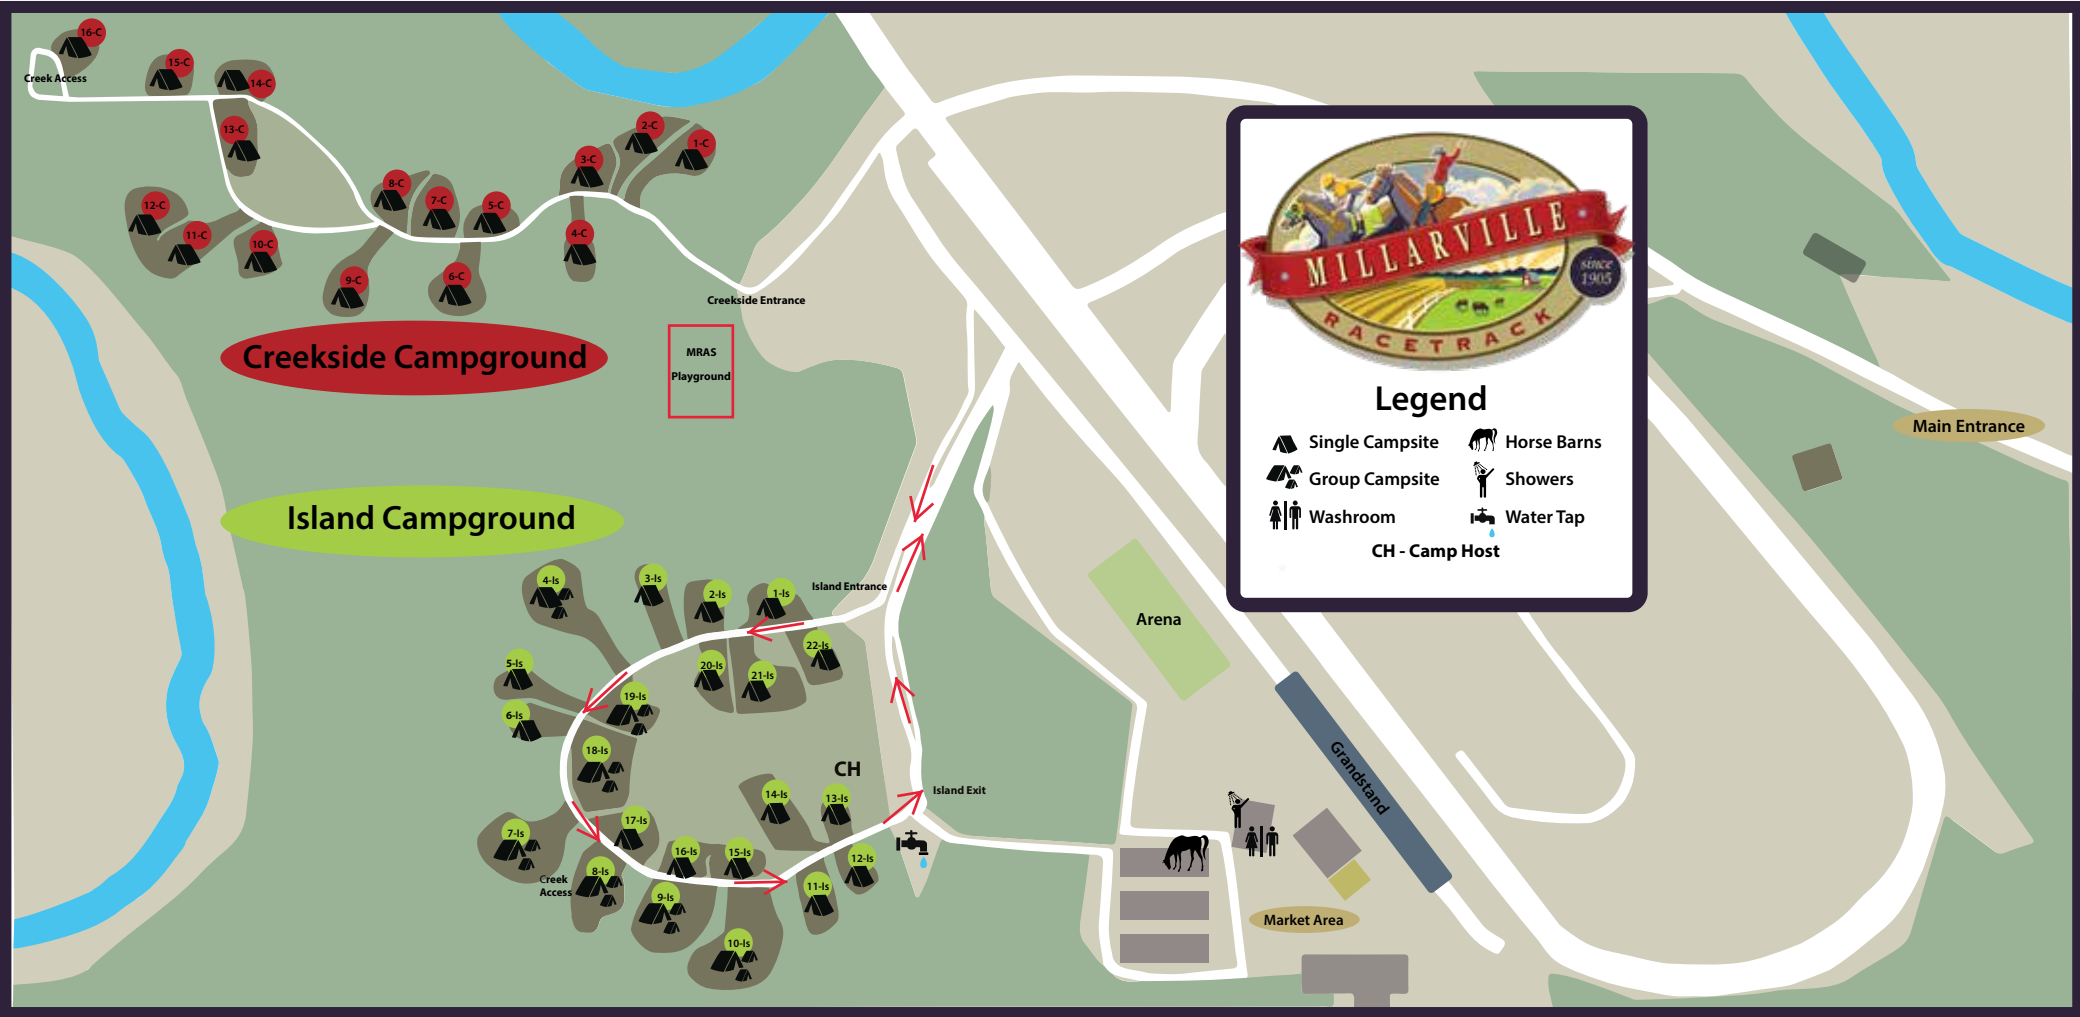 16-C
Creek Access
15-C
14-C
13-C
2-C
1-C
3-C
8-C
7-C
5-C
12-C
11-C
10-C
4-C
9-C
6-C
Creekside Entrance
Creekside Campground
MRAS
Playground
MILLARVILLE
since
1905
RACETRACK
Legend
Single Campsite
Horse Barns
Group Campsite
Showers
Washroom
Water Tap
CH - Camp Host
Main Entrance
Island Campground
Island Entrance
4-Is
3-Is
2-Is
1-Is
22-Is
5-Is
20-Is
21-Is
19-Is
6-Is
18-Is
CH
14-Is
13-Is
Island Exit
17-Is
7-Is
16-Is
15-Is
12-Is
8-Is
Creek
Access
11-Is
9-Is
10-Is
Arena
Grandstand
Market Area